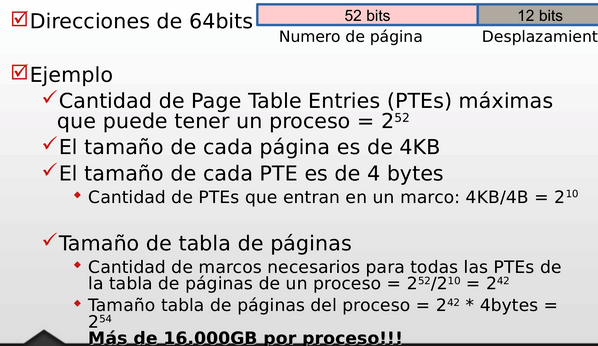 Direcciones de 64bits
52 bits
12 bits
Numero de página
Desplazamient
Ejemplo
Cantidad de Page Table Entries (PTEs) máximas
que puede tener un proceso = 2⁵²
El tamaño de cada página es de 4KB
El tamaño de cada PTE es de 4 bytes
Cantidad de PTEs que entran en un marco: 4KB/4B = 2¹⁰
Tamaño de tabla de páginas
Cantidad de marcos necesarios para todas las PTEs de
la tabla de páginas de un proceso = 2⁵²/2¹⁰ = 2⁴²
Tamaño tabla de páginas del proceso = 2⁴² * 4bytes =
2⁵⁴
Más de 16.000GB por proceso!!!